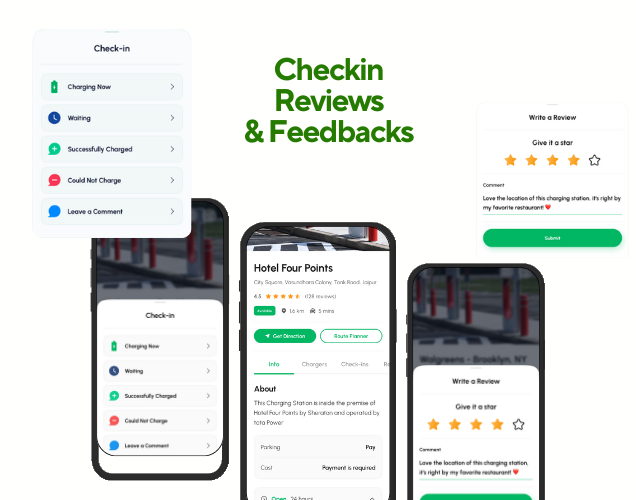 Check-in
Charging Now
Waiting
Successfully Charged
Could Not Charge
Leave a Comment
Checkin
Reviews
& Feedbacks
Write a Review
Give it a star
Comment
Love the location of this charging station, it's right by
my favorite restaurant! ❤️
Submit
Check-in
Charging Now
Waiting
Successfully Charged
Could Not Charge
Leave a Comment
Hotel Four Points
City Square, Vasundhara Colony, Tonk Road, Jaipur
4.5 (128 reviews)
Available 1.6 km 5 mins
Get Direction Route Planner
Info Chargers Check-Ins Re
About
This Charging Station is inside the premise of
Hotel Four Points by Sheraton and operated by
tata Power
Parking Pay
Cost Payment is required
Open 24 hours
Walgreens - Brooklyn, NY
Write a Review
Give it a star
Comment
Love the location of this charging station,
it's right by my favorite restaurant! ❤️